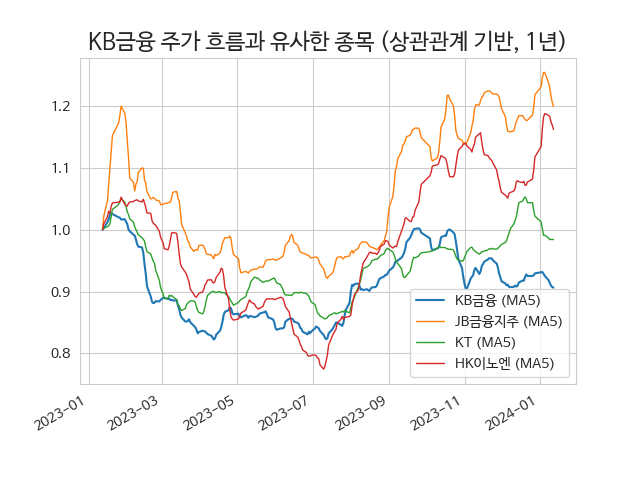 KB금융 주가 흐름과 유사한 종목 (상관관계 기반, 1년)
1.2
1.1
1.0
0.9
0.8
KB금융 (MA5)
JB금융지주 (MA5)
KT (MA5)
HK이노엔 (MA5)
2023-01
2023-03
2023-05
2023-07
2023-09
2023-11
2024-01